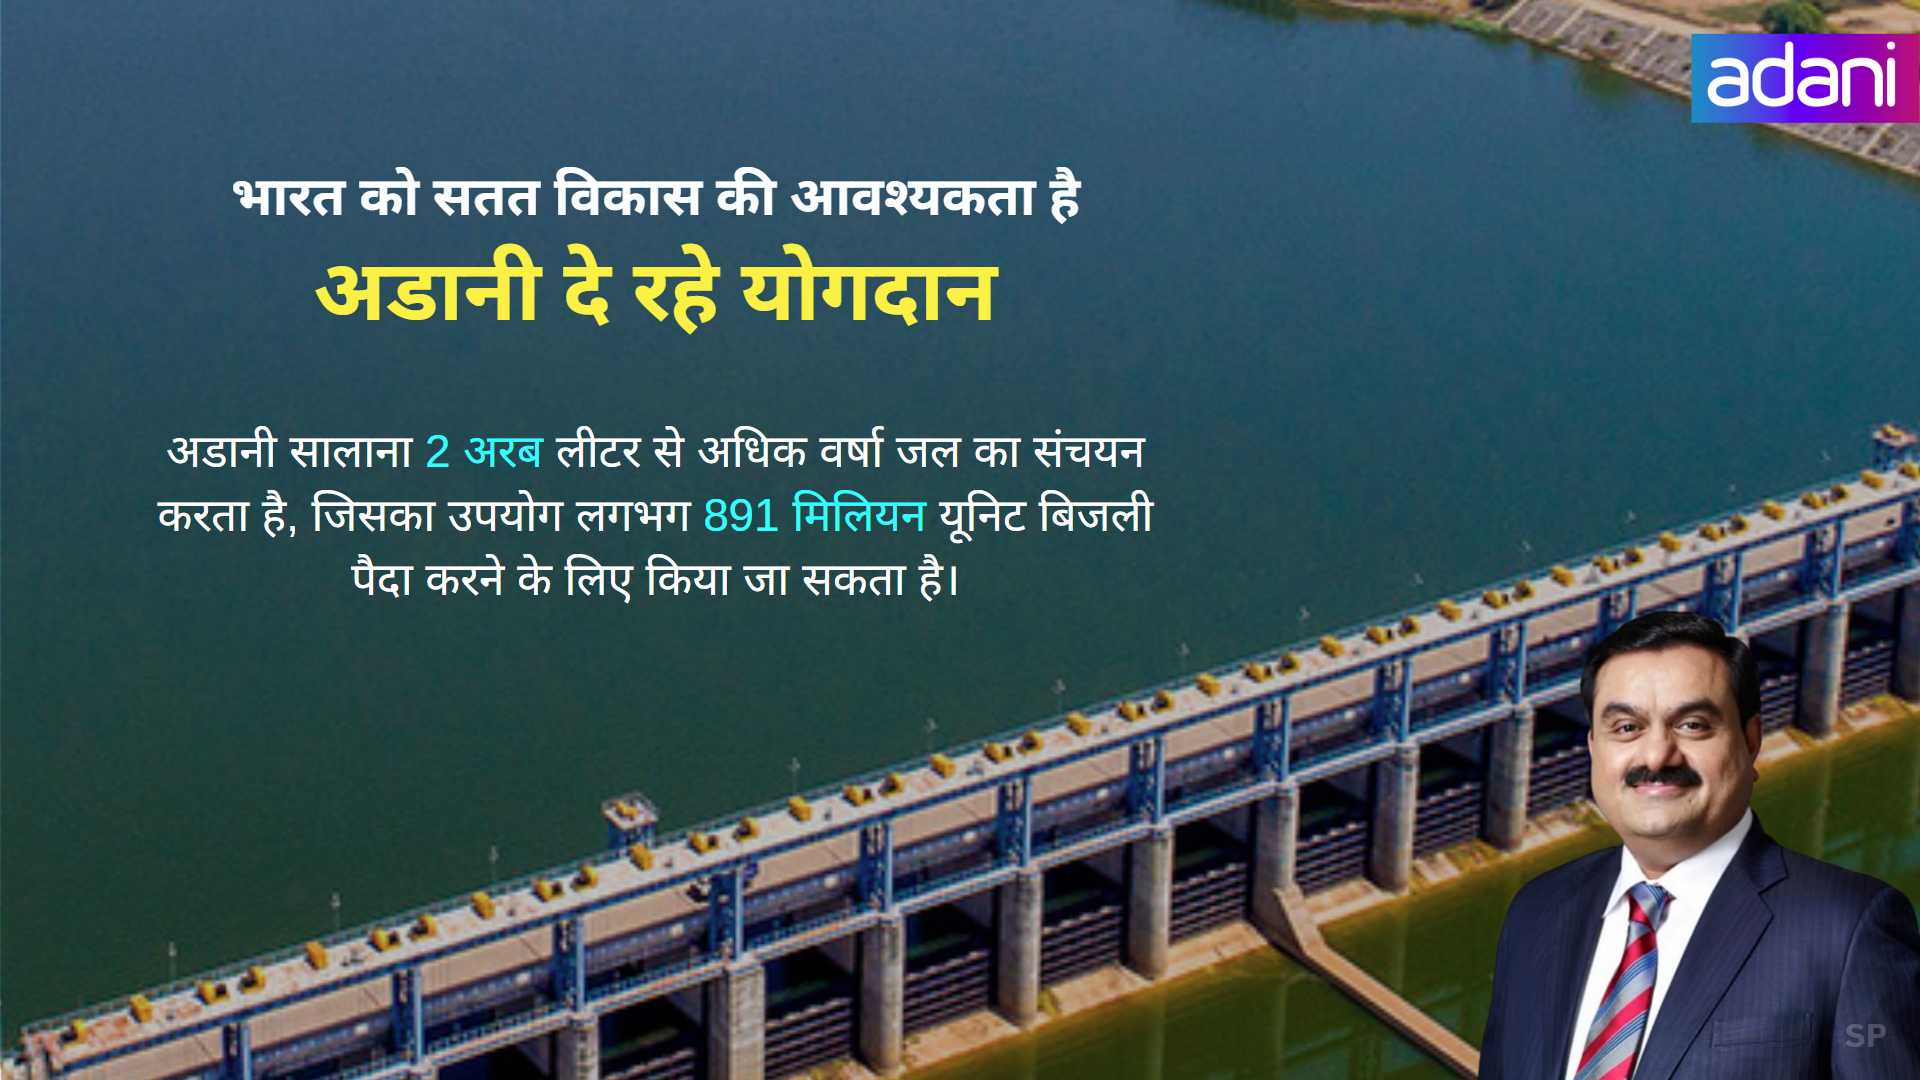 adani
भारत को सतत विकास की आवश्यकता है
अडानी दे रहे योगदान
अडानी सालाना 2 अरब लीटर से अधिक वर्षा जल का संचयन
करता है, जिसका उपयोग लगभग 891 मिलियन यूनिट बिजली
पैदा करने के लिए किया जा सकता है।
SP